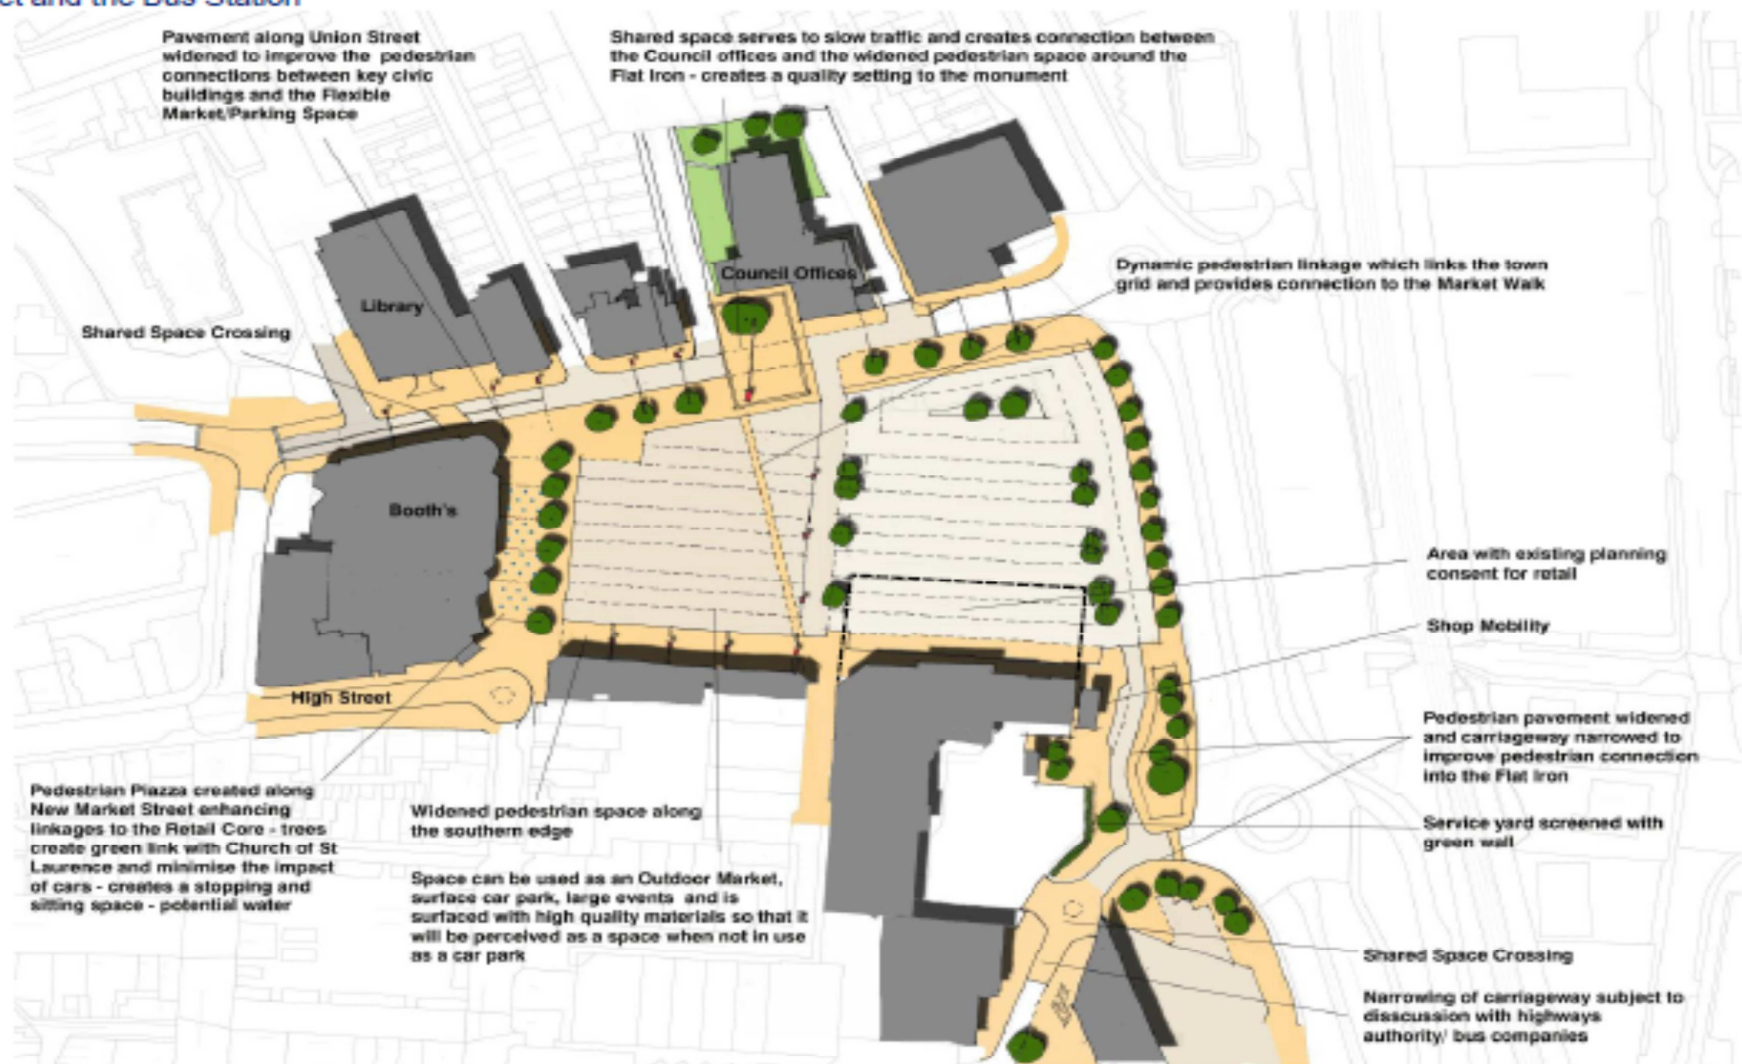 et and the Bus Station
Pavement along Union Street
widened to improve the pedestrian
connections between key civic
buildings and the Flexible
Market/Parking Space
Shared space serves to slow traffic and creates connection between
the Council offices and the widened pedestrian space around the
Flat Iron - creates a quality setting to the monument
Council Offices
Library
Dynamic pedestrian linkage which links the town
grid and provides connection to the Market Walk
Shared Space Crossing
Booth's
Area with existing planning
consent for retail
Shop Mobility
High Street
Pedestrian pavement widened
and carriageway narrowed to
improve pedestrian connection
into the Flat Iron
Pedestrian Piazza created along
New Market Street enhancing
linkages to the Retail Core - trees
create green link with Church of St
Laurence and minimise the impact
of cars - creates a stopping and
sitting space - potential water
Widened pedestrian space along
the southern edge
Service yard screened with
green wall
Space can be used as an Outdoor Market,
surface car park, large events and is
surfaced with high quality materials so that it
will be perceived as a space when not in use
as a car park
Shared Space Crossing
Narrowing of carriageway subject to
disscussion with highways
authority/ bus companies